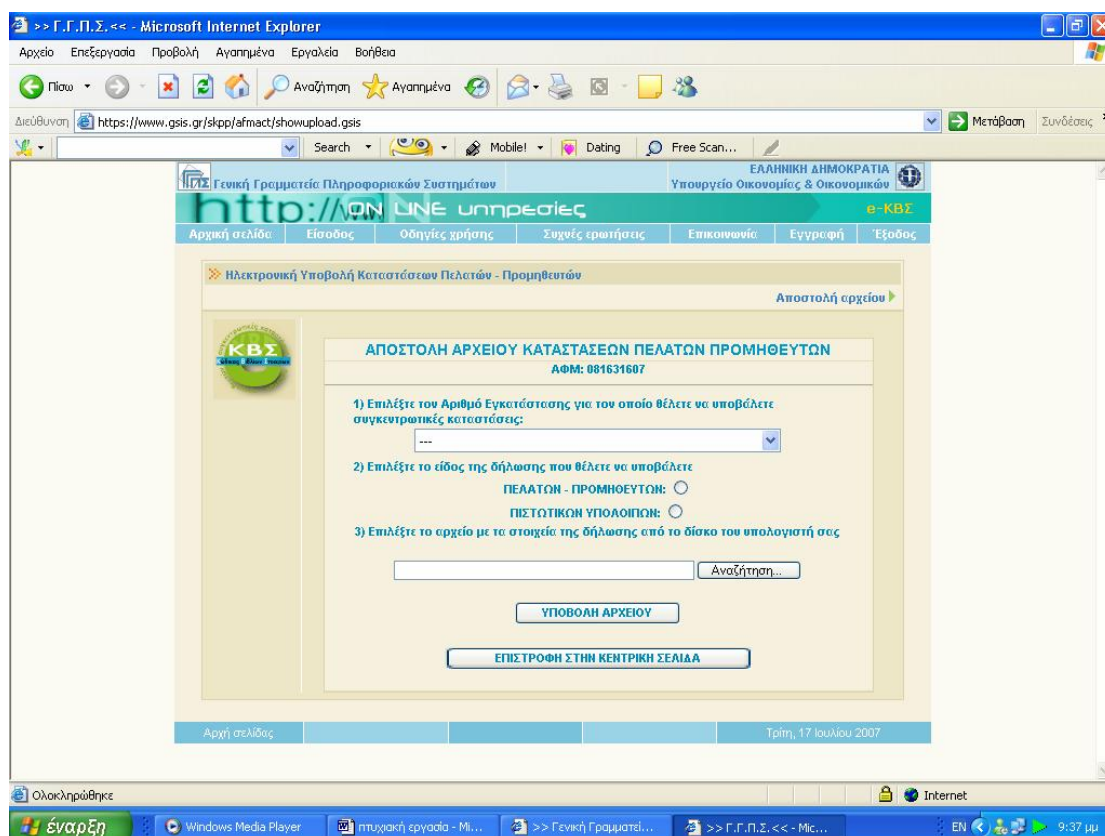 >> Γ.Γ.Π.Σ. << - Microsoft Internet Explorer
Αρχείο Επεξεργασία Προβολή Αγαπημένα Εργαλεία Βοήθεια
Πίσω Αναζήτηση Αγαπημένα
Διεύθυνση https://www.gsis.gr/skpp/afmact/showupload.gsis Μετάβαση Συνδέσεις
Search Mobile! Dating Free Scan...
ΓΓΠΣ Γενική Γραμματεία Πληροφοριακών Συστημάτων
ΕΛΛΗΝΙΚΗ ΔΗΜΟΚΡΑΤΙΑ
Υπουργείο Οικονομίας & Οικονομικών
http://www ON LINE υπηρεσίες e-ΚΒΣ
Αρχική σελίδα Είσοδος Οδηγίες χρήσης Συχνές ερωτήσεις Επικοινωνία Εγγραφή Έξοδος
Ηλεκτρονική Υποβολή Καταστάσεων Πελατών - Προμηθευτών
Αποστολή αρχείου
ΚΒΣ
ΑΠΟΣΤΟΛΗ ΑΡΧΕΙΟΥ ΚΑΤΑΣΤΑΣΕΩΝ ΠΕΛΑΤΩΝ ΠΡΟΜΗΘΕΥΤΩΝ
ΑΦΜ: 081631607
1) Επιλέξτε τον Αριθμό Εγκατάστασης για τον οποίο θέλετε να υποβάλετε
συγκεντρωτικές καταστάσεις:
---
2) Επιλέξτε το είδος της δήλωσης που θέλετε να υποβάλετε
ΠΕΛΑΤΩΝ - ΠΡΟΜΗΘΕΥΤΩΝ:
ΠΙΣΤΩΤΙΚΩΝ ΥΠΟΛΟΙΠΩΝ:
3) Επιλέξτε το αρχείο με τα στοιχεία της δήλωσης από το δίσκο του υπολογιστή σας
Αναζήτηση...
ΥΠΟΒΟΛΗ ΑΡΧΕΙΟΥ
ΕΠΙΣΤΡΟΦΗ ΣΤΗΝ ΚΕΝΤΡΙΚΗ ΣΕΛΙΔΑ
Αρχή σελίδας Τρίτη, 17 Ιουλίου 2007
Ολοκληρώθηκε Internet
έναρξη Windows Media Player πτυχιακή εργασία - Mi... >> Γενική Γραμματεί... >> Γ.Γ.Π.Σ. << - Mic... EN 9:37 μμ